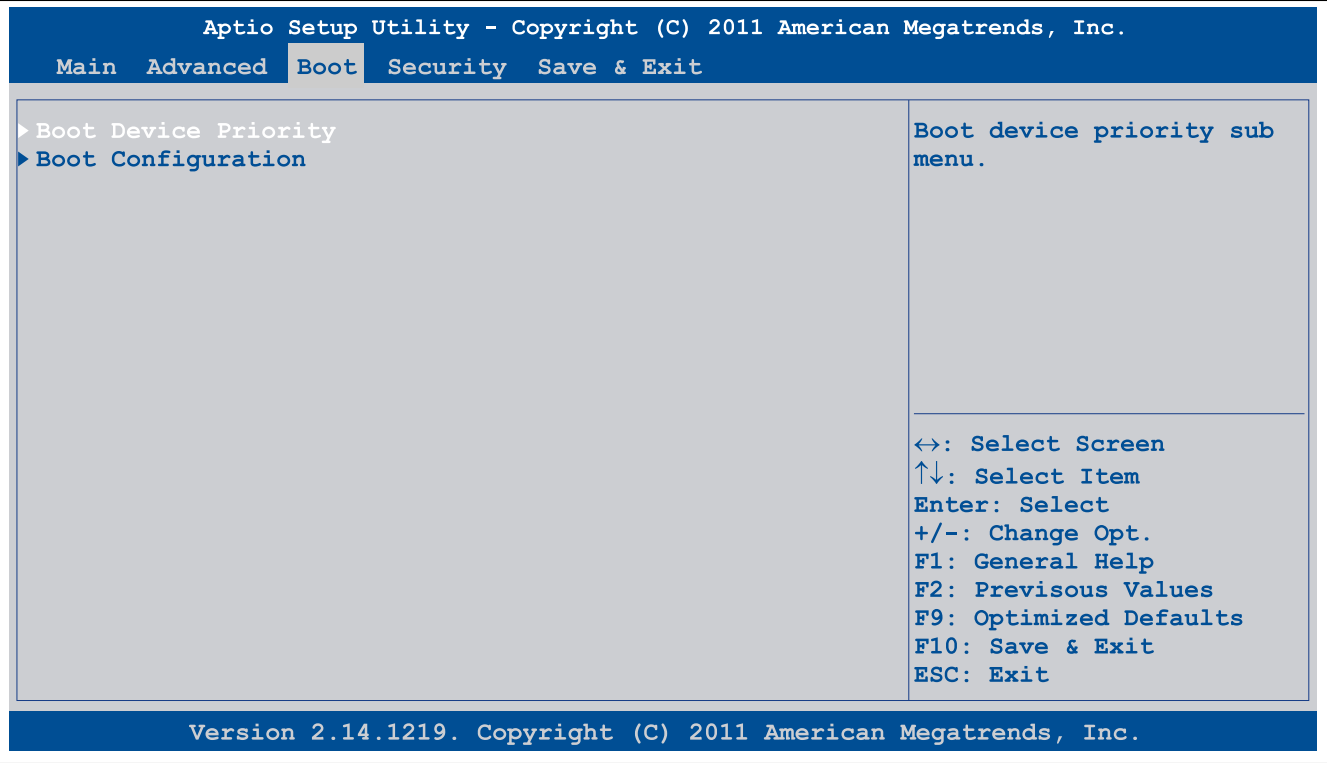 Aptio Setup Utility - Copyright (C) 2011 American Megatrends, Inc.
Main Advanced Boot Security Save & Exit
Boot Device Priority
Boot Configuration
Boot device priority sub
menu.
↔: Select Screen
↑↓: Select Item
Enter: Select
+/-: Change Opt.
F1: General Help
F2: Previsous Values
F9: Optimized Defaults
F10: Save & Exit
ESC: Exit
Version 2.14.1219. Copyright (C) 2011 American Megatrends, Inc.